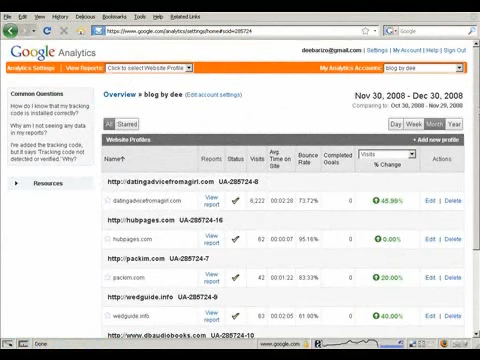 File Edit View History Bookmarks Tools Help Related Links
https://www.google.com/analytics/settings/home#scid=285724
Google Analytics
deebarizo@gmail.com | Settings | My Account | Help | Sign Out
Analytics Settings View Reports: Click to select Website Profile My Analytics Accounts: blog by dee
Common Questions
How do I know that my tracking code is installed correctly?
Why am I not seeing any data in my reports?
I've added the tracking code, but it says 'Tracking code not detected or verified.' Why?
Resources
Overview » blog by dee (Edit account settings)
Nov 30, 2008 - Dec 30, 2008
Comparing to: Oct 30, 2008 - Nov 29, 2008
All Starred
Day Week Month Year
Website Profiles + Add new profile
Name Reports Status Visits Avg. Time on Site Bounce Rate Completed Goals Visits % Change Actions
http://datingadvicefromagirl.com UA-285724-8
datingadvicefromagirl.com View report 6,222 00:02:28 73.72% 0 45.99% Edit | Delete
http://hubpages.com UA-285724-16
hubpages.com View report 62 00:00:07 95.16% 0 0.00% Edit | Delete
http://packim.com UA-285724-7
packim.com View report 42 00:01:22 83.33% 0 20.00% Edit | Delete
http://wedguide.info UA-285724-9
wedguide.info View report 63 00:02:05 61.90% 0 40.00% Edit | Delete
http://www.dbaudiobooks.com UA-285724-10
Done
www.google.com